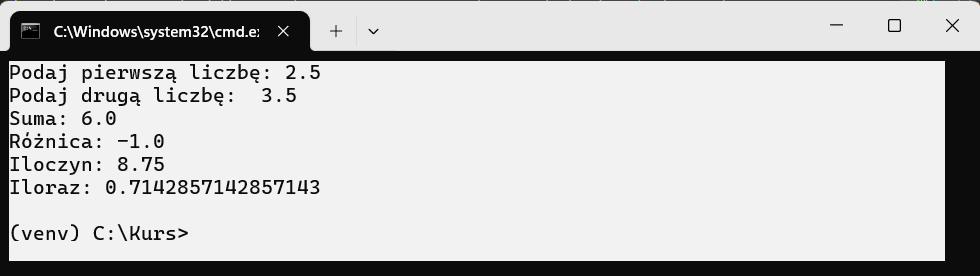 C:\Windows\system32\cmd.e
Podaj pierwszą liczbę: 2.5
Podaj drugą liczbę:  3.5
Suma: 6.0
Różnica: -1.0
Iloczyn: 8.75
Iloraz: 0.7142857142857143
(venv) C:\Kurs>